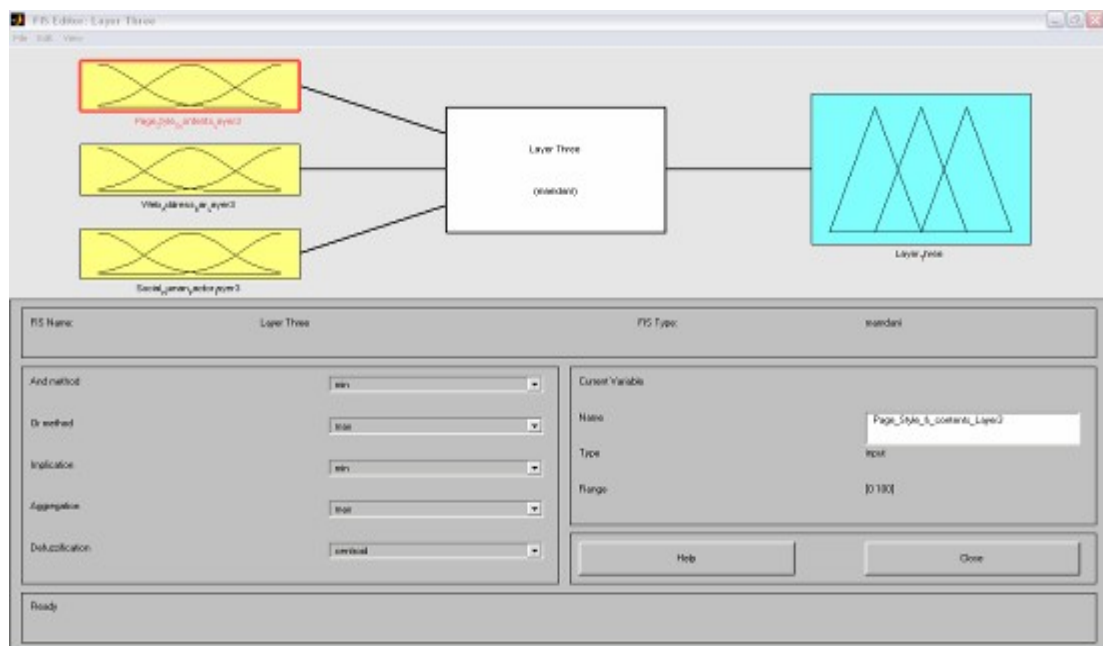 FIS Editor: Layer Three
File Edit View
Layer Three
(mamdani)
FIS Name: Layer Three FIS Type: mamdani
And method min
Or method max
Implication min
Aggregation max
Defuzzification centroid
Current Variable
Name Page_Style_&_contents_Layer3
Type input
Range [0 100]
Help Close
Ready